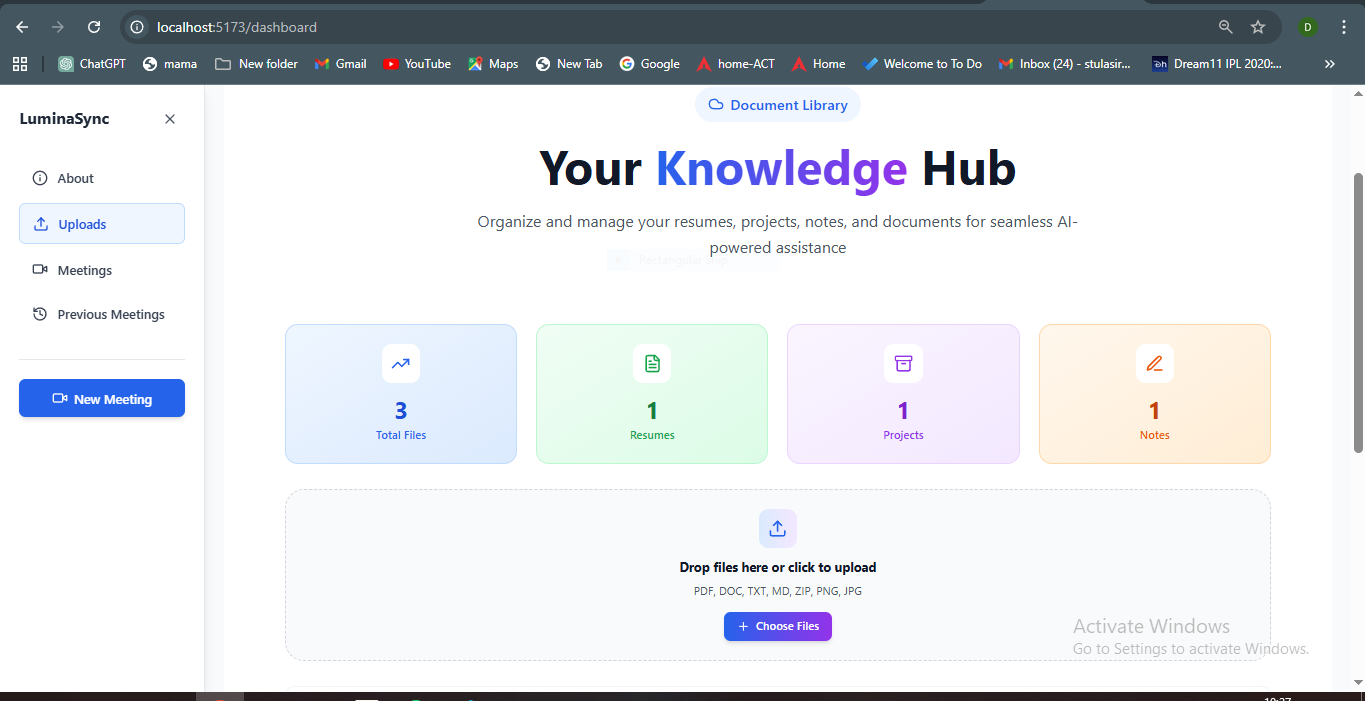 localhost:5173/dashboard
D
ChatGPT
mama
New folder
Gmail
YouTube
Maps
New Tab
Google
home-ACT
Home
Welcome to To Do
Inbox (24) - stulasir...
Dream11 IPL 2020:...
LuminaSync
About
Uploads
Meetings
Previous Meetings
New Meeting
Document Library
Your Knowledge Hub
Organize and manage your resumes, projects, notes, and documents for seamless AI-
powered assistance
Rectangular Snip
3
Total Files
1
Resumes
1
Projects
1
Notes
Drop files here or click to upload
PDF, DOC, TXT, MD, ZIP, PNG, JPG
Choose Files
Activate Windows
Go to Settings to activate Windows.